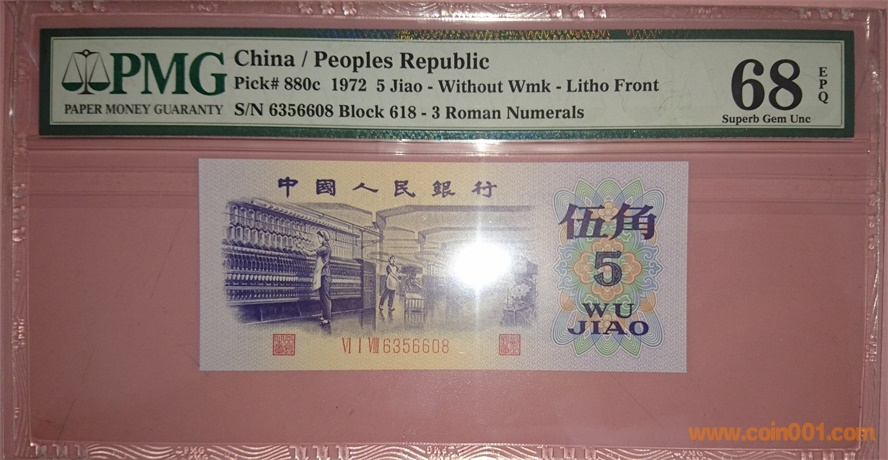 PMG
PAPER MONEY GUARANTY
China / Peoples Republic
Pick# 880c 1972 5 Jiao - Without Wmk - Litho Front
S/N 6356608 Block 618 - 3 Roman Numerals
68
EPQ
Superb Gem Unc
中國人民銀行
伍角
5
WU
JIAO
VI I VIII 6356608
www.coin001.com